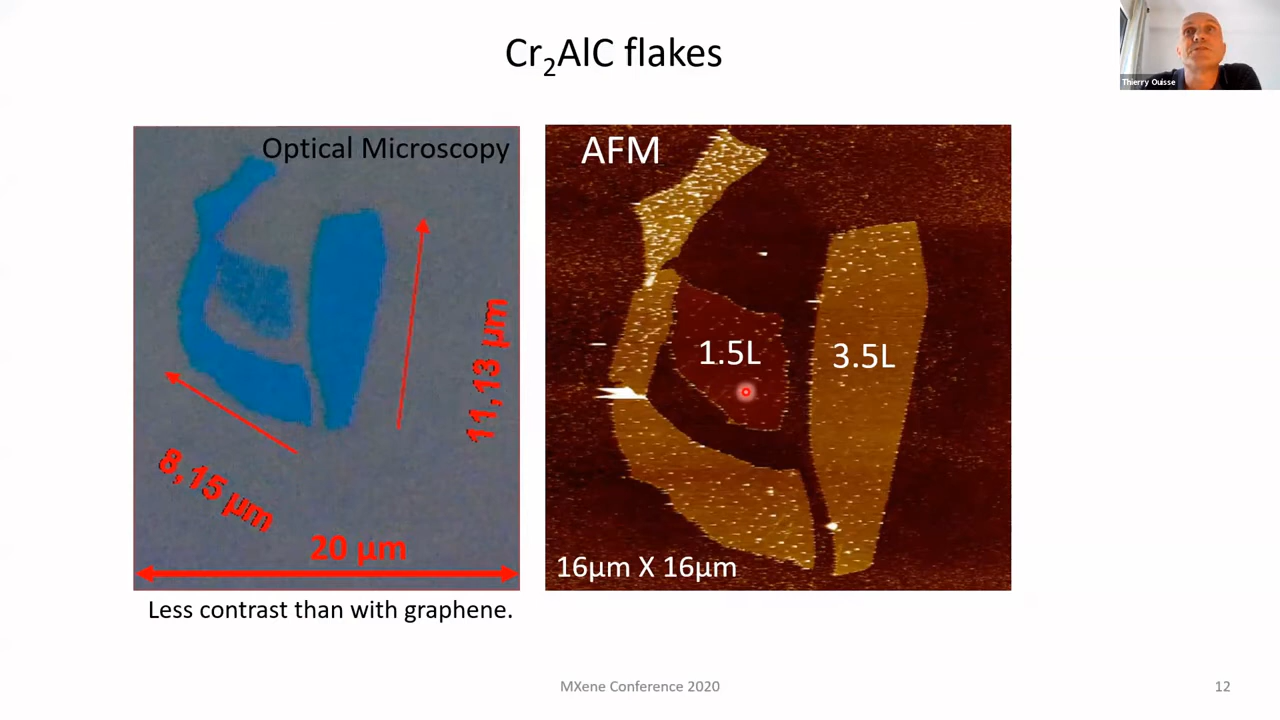 Cr₂AlC flakes
Thierry Ouisse
Optical Microscopy
11,13 µm
8,15 µm
20 µm
AFM
1.5L
3.5L
16µm X 16µm
Less contrast than with graphene.
MXene Conference 2020
12